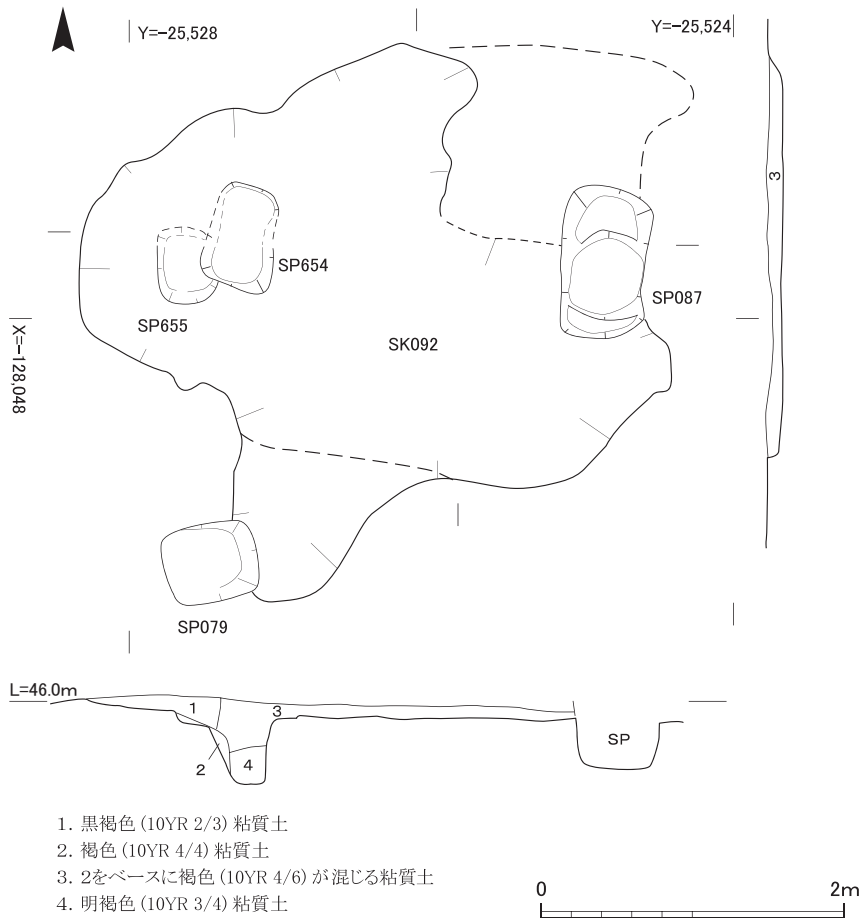 Y=-25,528
Y=-25,524
3
SP654
SP087
SP655
SK092
X=-128,048
SP079
L=46.0m
1
3
SP
2
4
1. 黒褐色(10YR 2/3)粘質土
2. 褐色(10YR 4/4)粘質土
3. 2をベースに褐色(10YR 4/6)が混じる粘質土
4. 明褐色(10YR 3/4)粘質土
0
2m